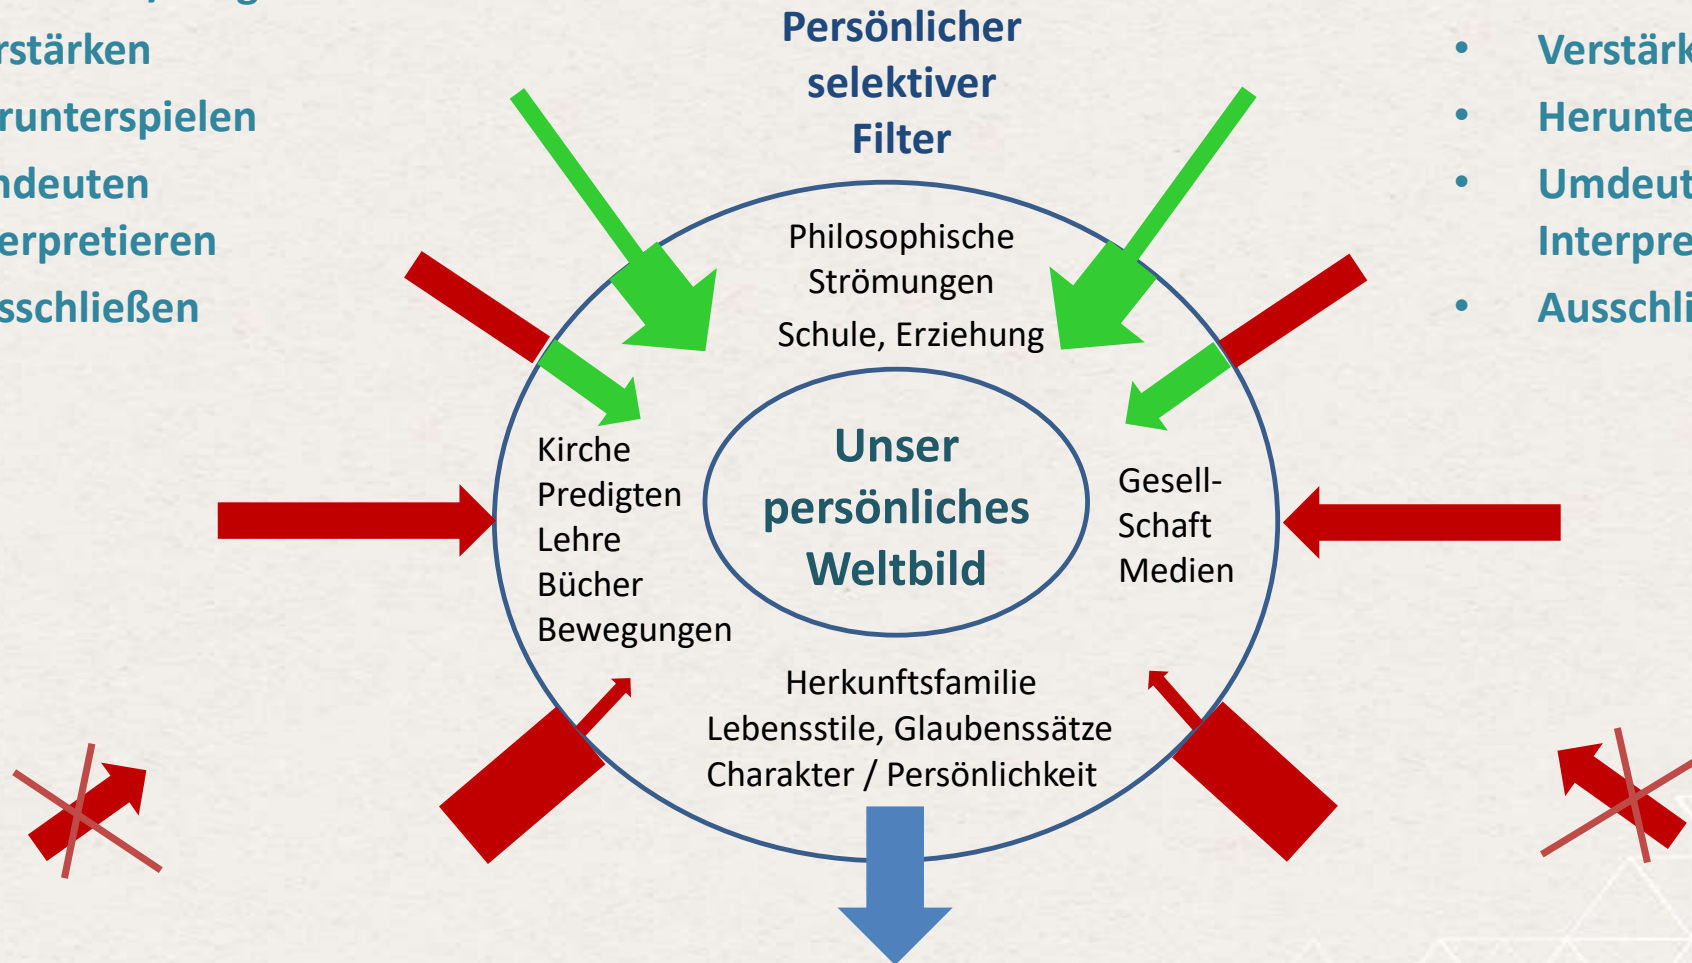 Persönlicher
selektiver
Filter
rstärken
runterspielen
ndeuten
erpretieren
sschließen
• Verstärk
• Herunte
• Umdeut
Interpre
• Ausschli
Philosophische
Strömungen
Schule, Erziehung
Kirche
Predigten
Lehre
Bücher
Bewegungen
Unser
persönliches
Weltbild
Gesell-
Schaft
Medien
Herkunftsfamilie
Lebensstile, Glaubenssätze
Charakter / Persönlichkeit